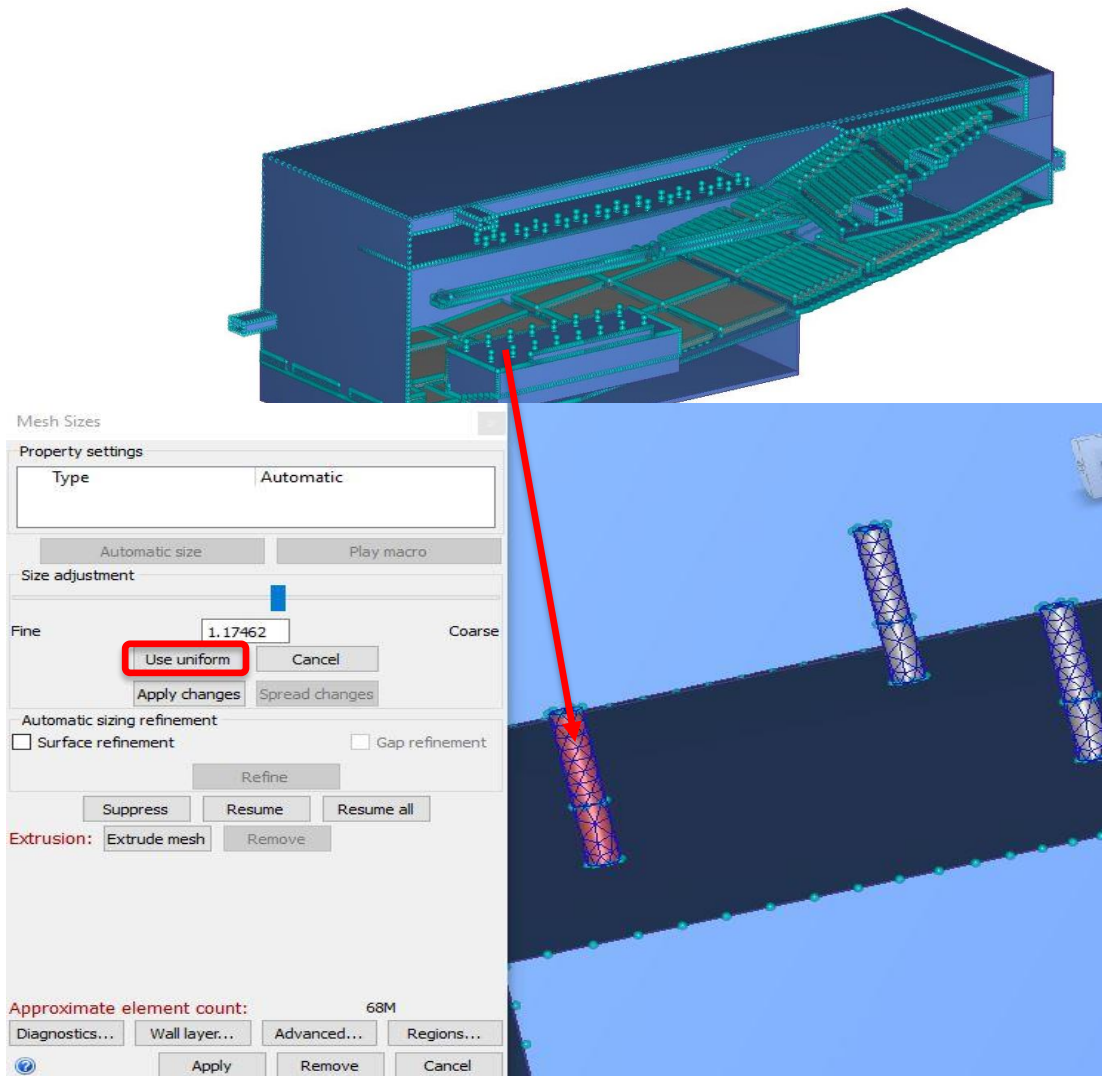 Mesh Sizes
Property settings
Type Automatic
Automatic size Play macro
Size adjustment
Fine 1.17462 Coarse
Use uniform Cancel
Apply changes Spread changes
Automatic sizing refinement
Surface refinement Gap refinement
Refine
Suppress Resume Resume all
Extrusion: Extrude mesh Remove
Approximate element count: 68M
Diagnostics... Wall layer... Advanced... Regions...
? Apply Remove Cancel